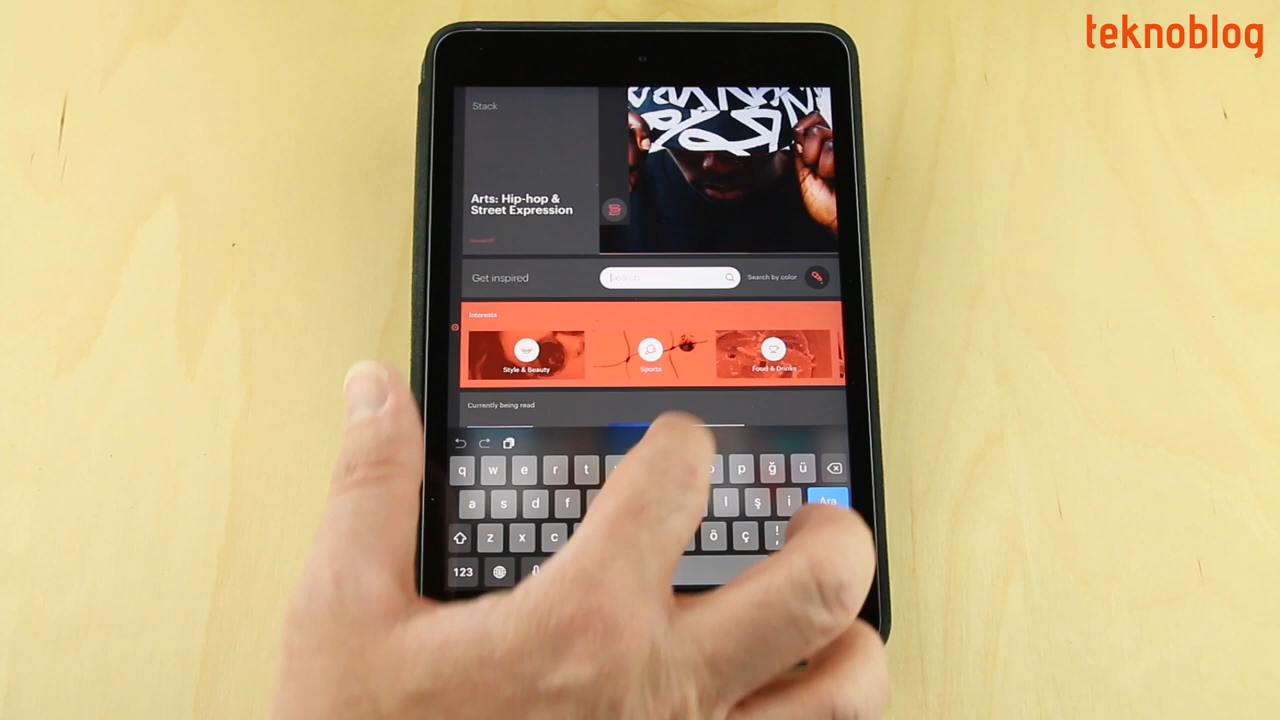 teknoblog
Stack
Arts: Hip-hop &
Street Expression
Get inspired
Search
Search by color
Interests
Style & Beauty
Sports
Food & Drinks
Currently being read
q w e r t p ğ ü
a s d f l ş i Ara
z x c ö ç !
123